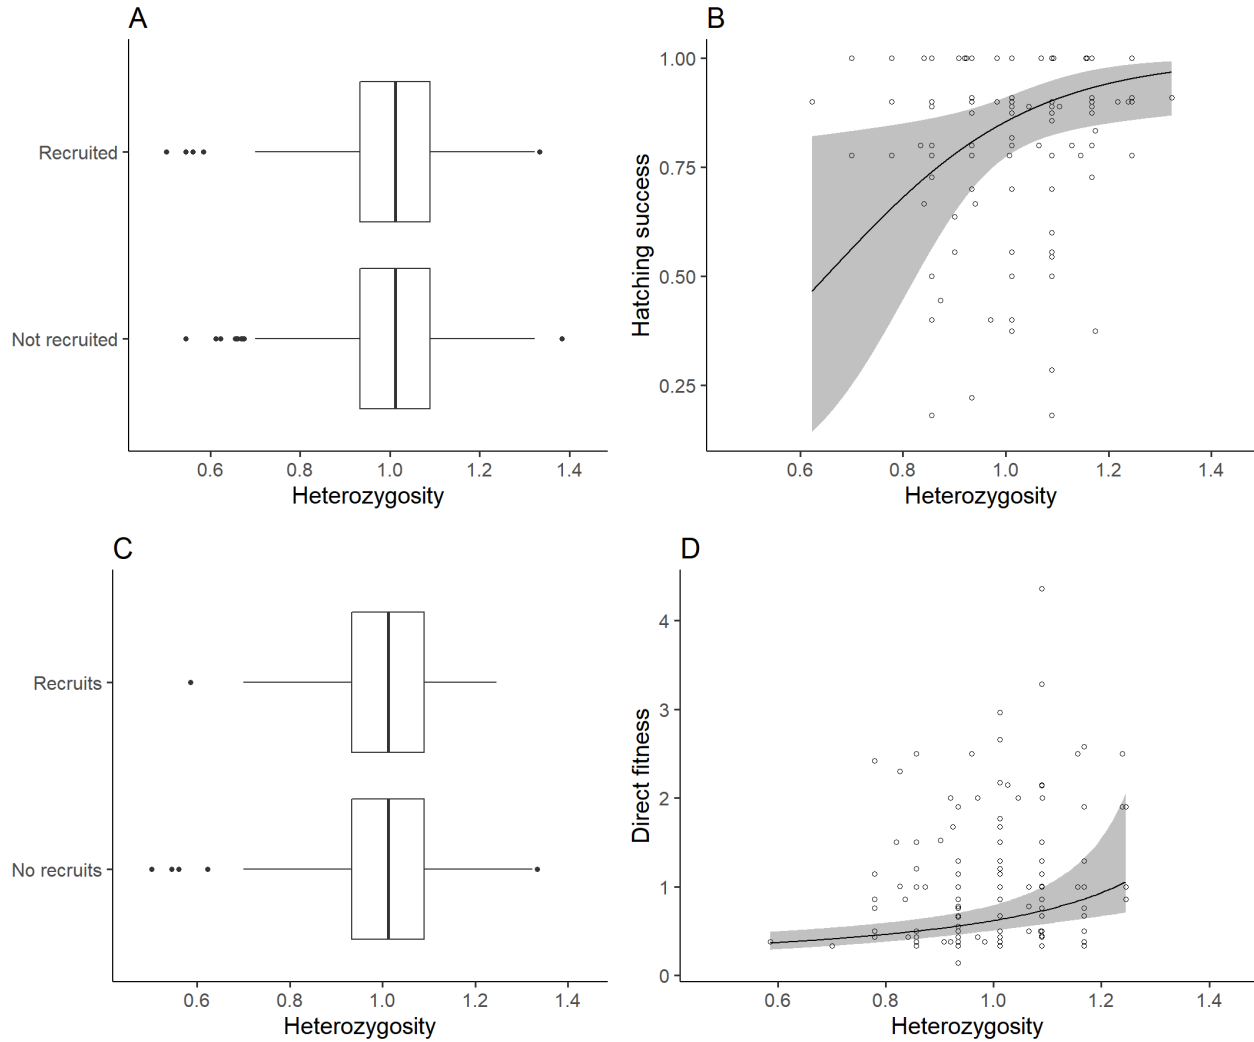 A
Recruited
Not recruited
0.6 0.8 1.0 1.2 1.4
Heterozygosity
B
Hatching success
1.00
0.75
0.50
0.25
0.6 0.8 1.0 1.2 1.4
Heterozygosity
C
Recruits
No recruits
0.6 0.8 1.0 1.2 1.4
Heterozygosity
D
Direct fitness
4
3
2
1
0
0.6 0.8 1.0 1.2 1.4
Heterozygosity